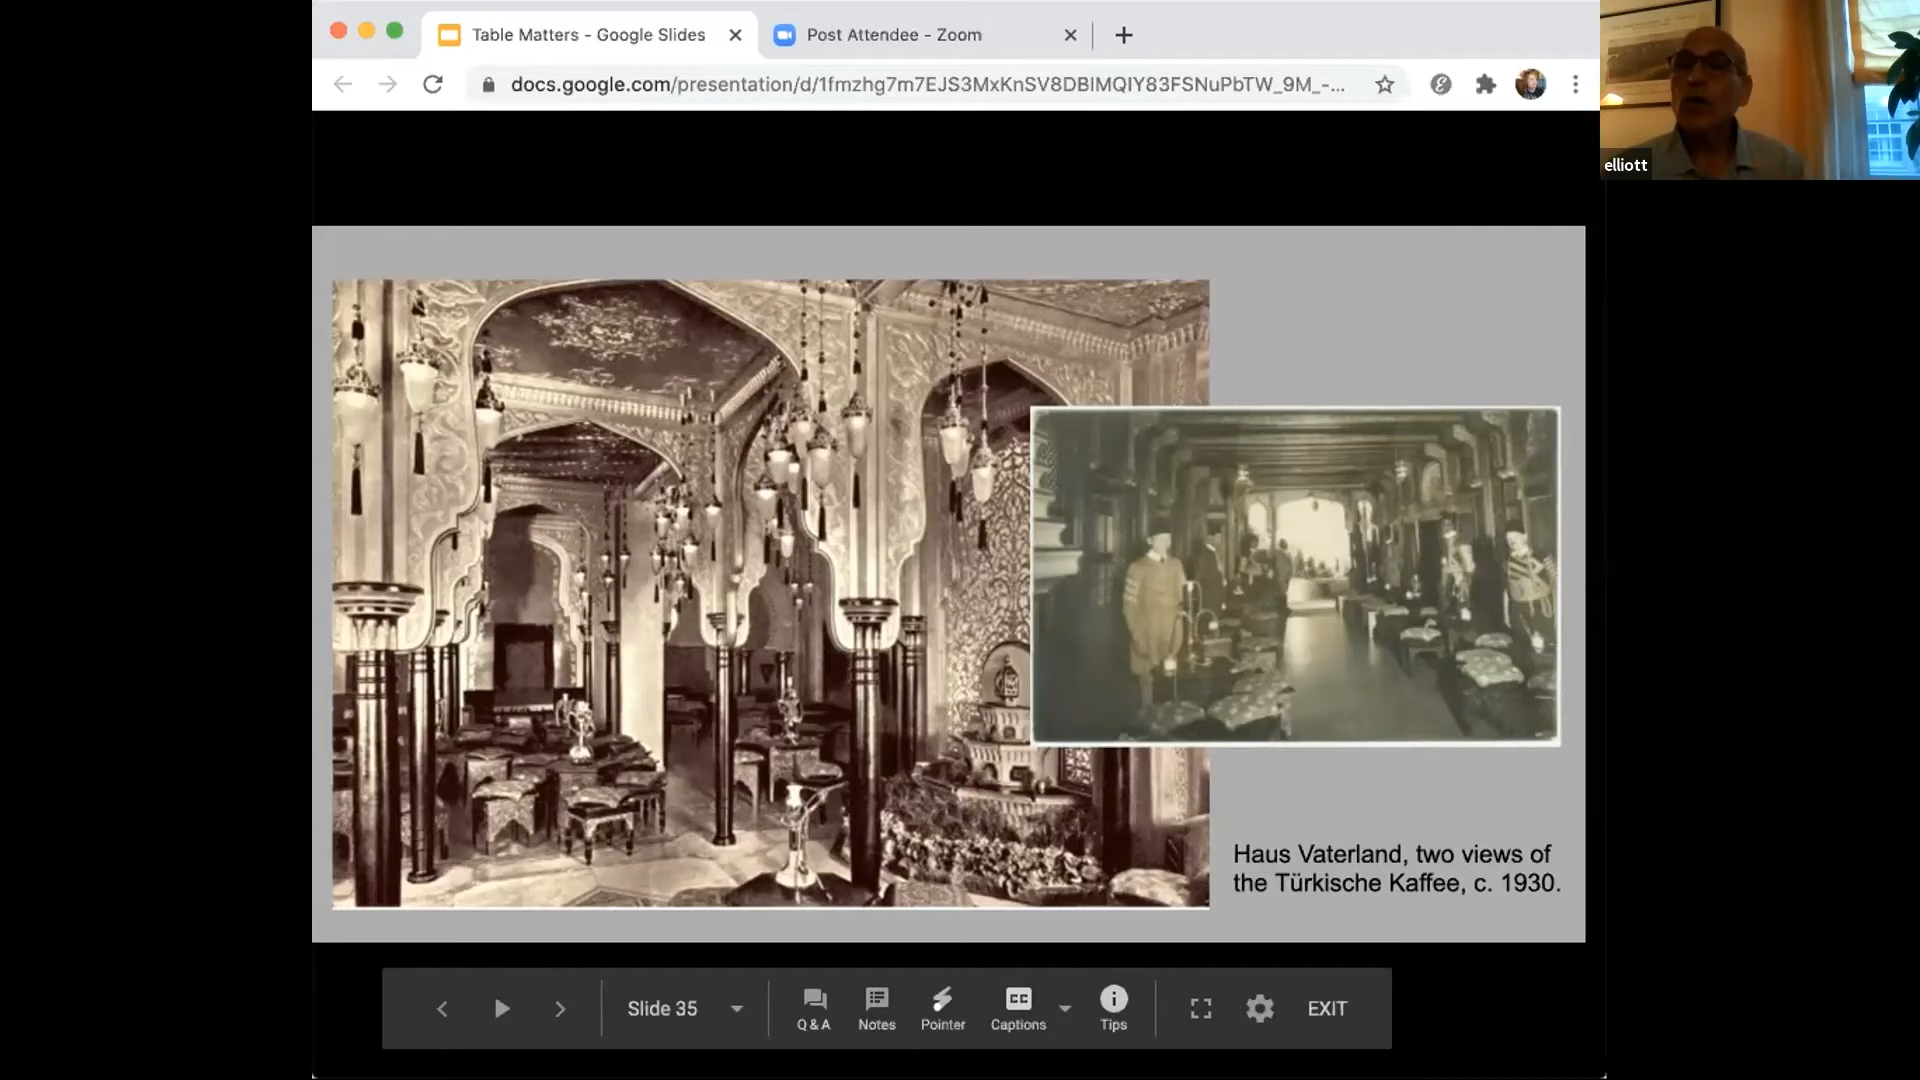 Table Matters - Google Slides
Post Attendee - Zoom
docs.google.com/presentation/d/1fmzhg7m7EJS3MxKnSV8DBIMQIY83FSNuPbTW_9M_-...
elliott
Haus Vaterland, two views of
the Türkische Kaffee, c. 1930.
Slide 35
Q & A
Notes
Pointer
CC
Captions
Tips
EXIT